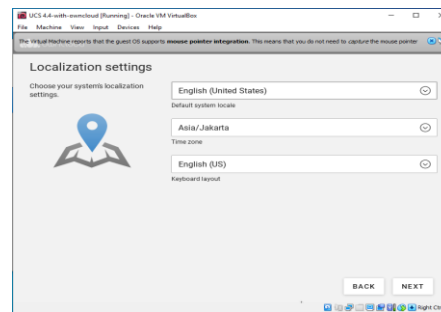 UCS 4.4-with-owncloud [Running] - Oracle VM VirtualBox
File Machine View Input Devices Help
The Virtual Machine reports that the guest OS supports mouse pointer integration. This means that you do not need to capture the mouse pointer
Localization settings
Choose your system's localization
settings.
English (United States)
Default system locale
Asia/Jakarta
Time zone
English (US)
Keyboard layout
BACK NEXT
Right Ct